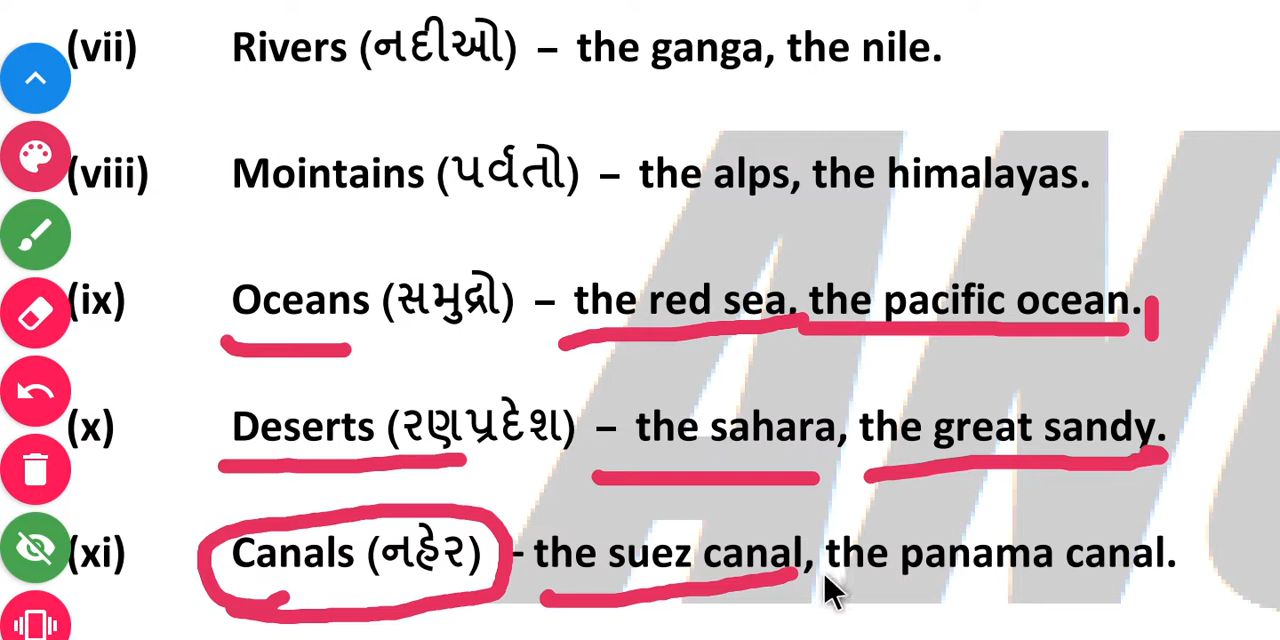 (vii) Rivers (નદીઓ) – the ganga, the nile.
(viii) Mointains (પર્વતો) – the alps, the himalayas.
(ix) Oceans (સમુદ્રો) – the red sea, the pacific ocean.
(x) Deserts (રણપ્રદેશ) – the sahara, the great sandy.
(xi) Canals (નહેર) - the suez canal, the panama canal.